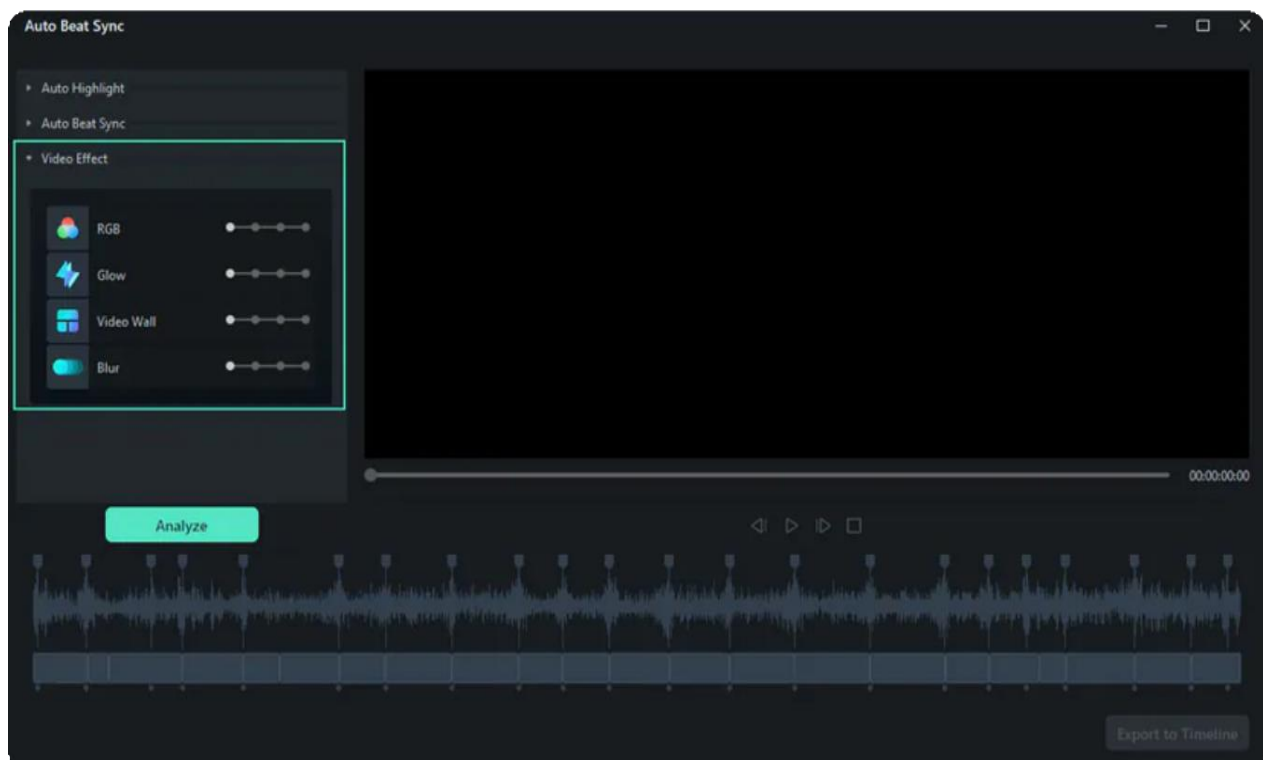 Auto Beat Sync
Auto Highlight
Auto Beat Sync
Video Effect
RGB
Glow
Video Wall
Blur
00:00:00:00
Analyze
Export to Timeline